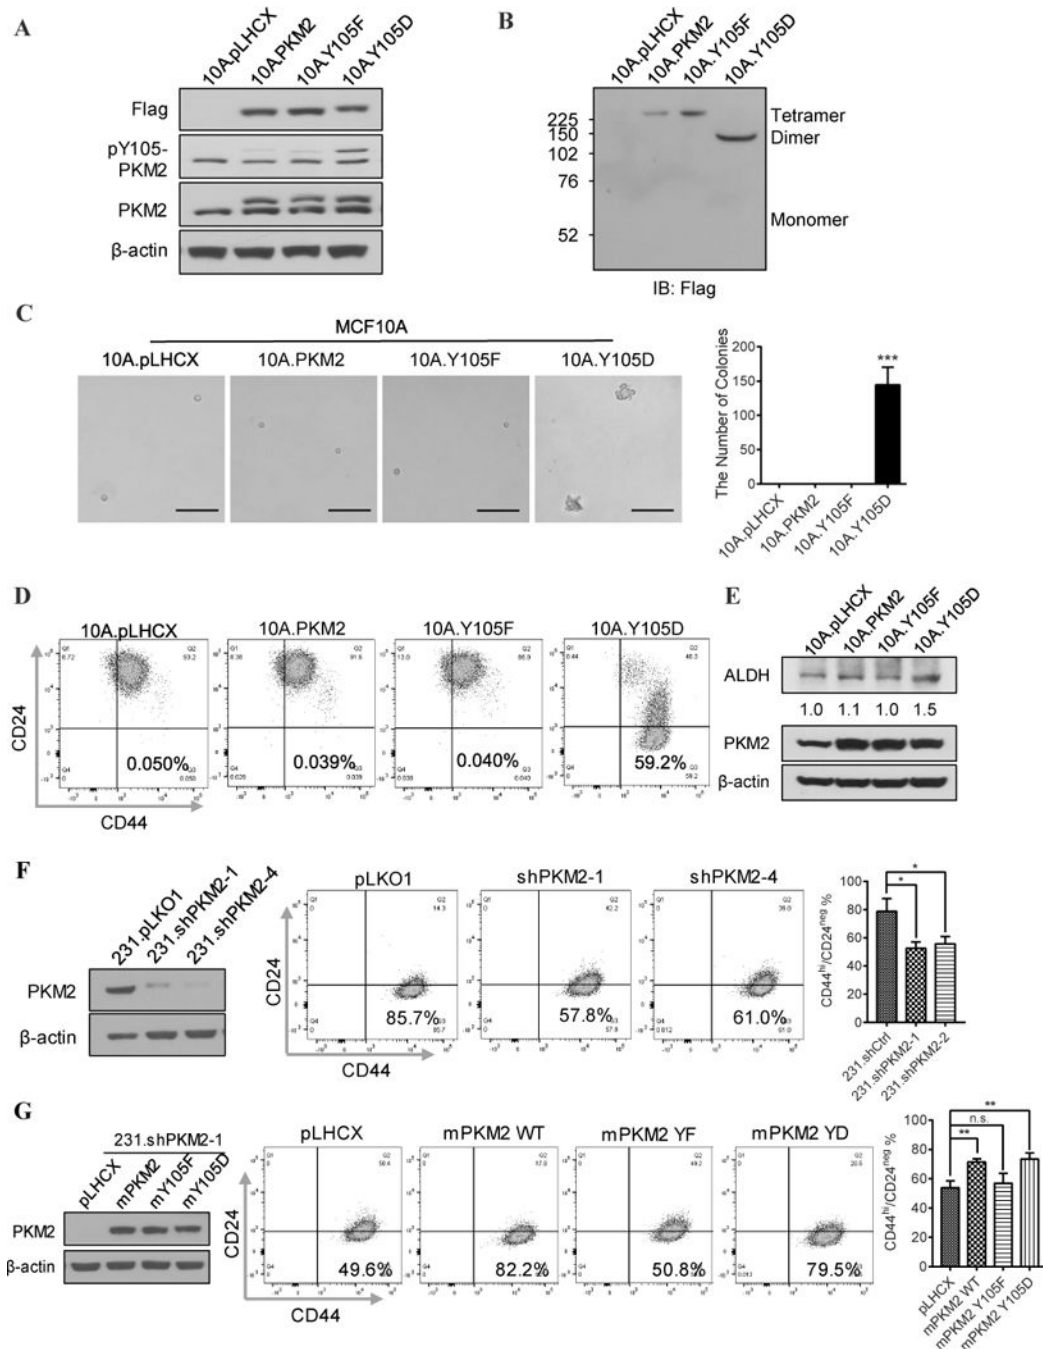 A
10A.pLHCX
10A.PKM2
10A.Y105F
10A.Y105D
Flag
pY105-
PKM2
PKM2
β-actin
B
10A.pLHCX
10A.PKM2
10A.Y105F
10A.Y105D
225
150
102
76
52
Tetramer
Dimer
Monomer
IB: Flag
C
MCF10A
10A.pLHCX
10A.PKM2
10A.Y105F
10A.Y105D
The Number of Colonies
200
150
100
50
0
***
10A.pLHCX
10A.PKM2
10A.Y105F
10A.Y105D
D
10A.pLHCX
10A.PKM2
10A.Y105F
10A.Y105D
CD24
0.050%
0.039%
0.040%
59.2%
CD44
E
10A.pLHCX
10A.PKM2
10A.Y105F
10A.Y105D
ALDH
1.0 1.1 1.0 1.5
PKM2
β-actin
F
231.pLKO1
231.shPKM2-1
231.shPKM2-4
PKM2
β-actin
pLKO1
shPKM2-1
shPKM2-4
CD24
85.7%
57.8%
61.0%
CD44
CD44hi/CD24neg %
100
80
60
40
20
0
*
*
231.shCtrl
231.shPKM2-1
231.shPKM2-2
G
231.shPKM2-1
pLHCX
mPKM2
mY105F
mY105D
PKM2
β-actin
pLHCX
mPKM2 WT
mPKM2 YF
mPKM2 YD
CD24
49.6%
82.2%
50.8%
79.5%
CD44
CD44hi/CD24neg %
100
80
60
40
20
0
**
n.s.
**
pLHCX
mPKM2 WT
mPKM2 Y105F
mPKM2 Y105D